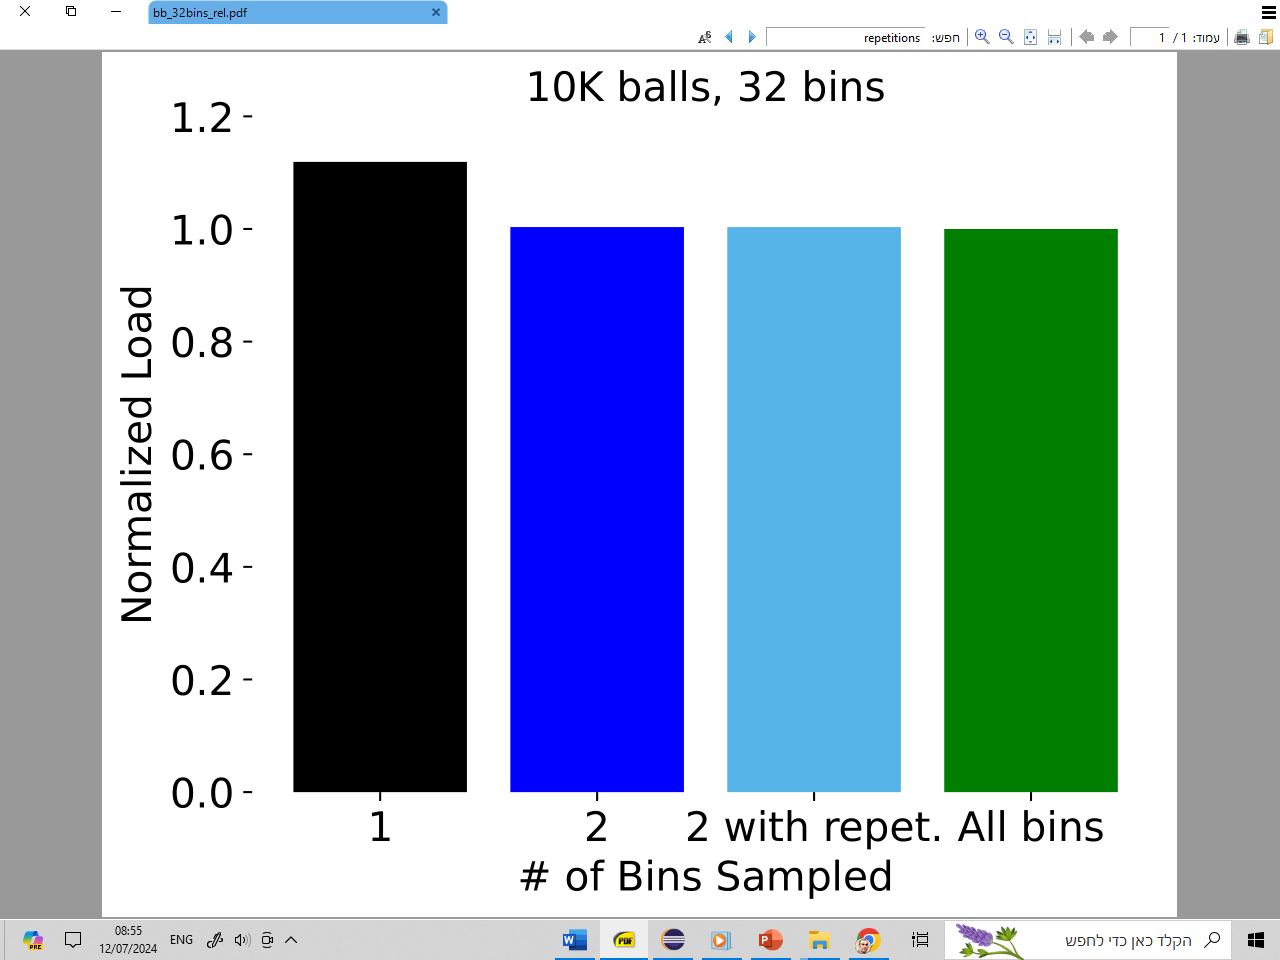 bb_32bins_rel.pdf
חפש: repetitions
עמוד: 1 / 1
10K balls, 32 bins
1.2
1.0
0.8
0.6
0.4
0.2
0.0
Normalized Load
1 2 2 with repet. All bins
# of Bins Sampled
PRE
08:55
12/07/2024
ENG
PDF
הקלד כאן כדי לחפש